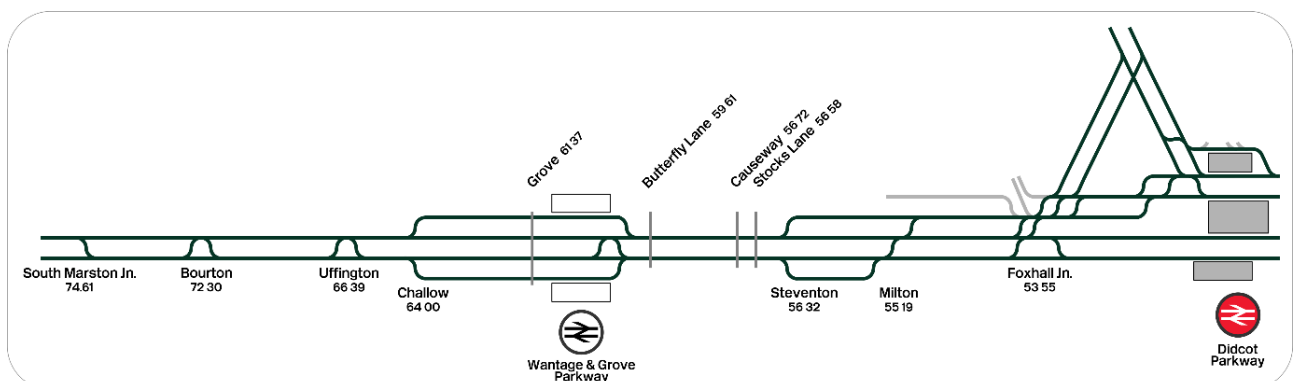 Grove 6137
Butterfly Lane 59 61
Causeway 56 72
Stocks Lane 56 58
South Marston Jn.
74.61
Bourton
72 30
Uffington
66 39
Challow
64 00
Wantage & Grove
Parkway
Steventon
56 32
Milton
55 19
Foxhall Jn.
53 55
Didcot
Parkway